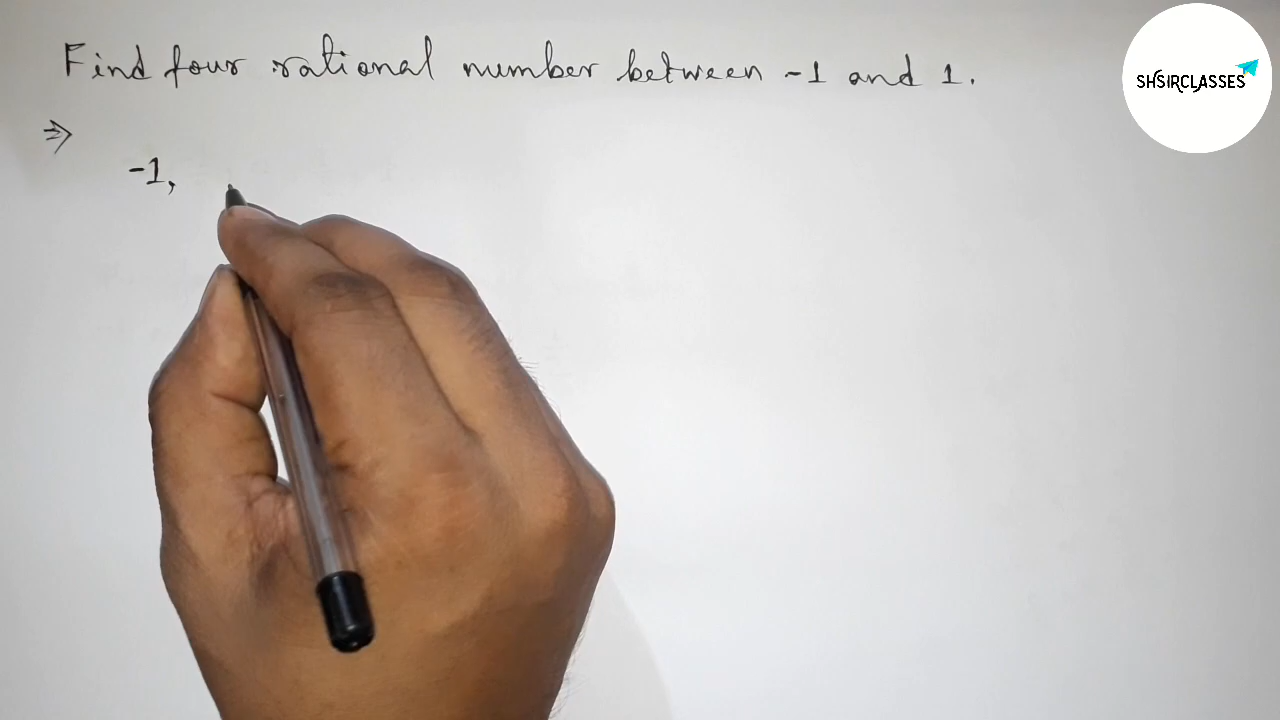 Find four rational number between -1 and 1.
⇒
-1,
SHSIRCLASSES